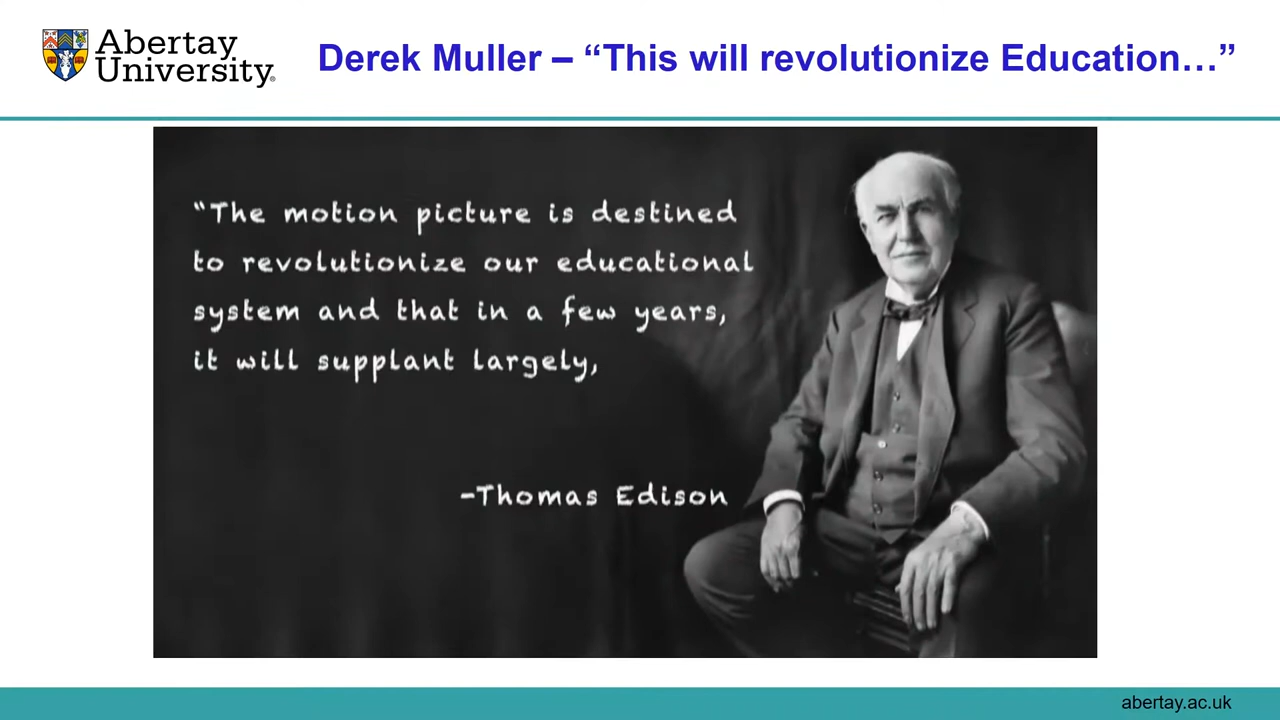 Abertay
University
Derek Muller – “This will revolutionize Education…”
“The motion picture is destined
to revolutionize our educational
system and that in a few years,
it will supplant largely,
-Thomas Edison
abertay.ac.uk